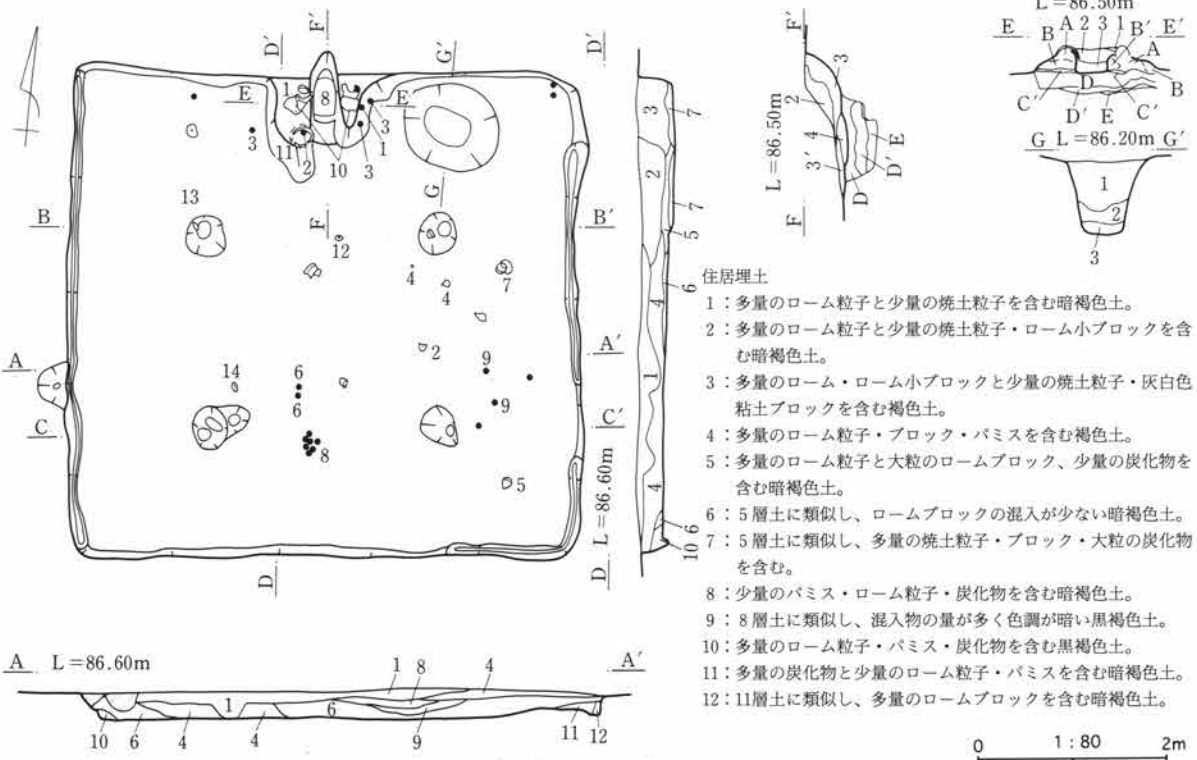 L=86.50m
F′
D′
G′
D′
F′
E
A
2
3
1
B′
E′
B
A
B
C′
D
C′
D′
E
E
1
8
E
3
3
11
2
10
1
3
3
2
7
3
2
4
3′
E
D′
D
L=86.50m
F
G L=86.20m G′
1
2
3
G
13
B
F
12
B′
2
7
5
4
4
7
6
4
2
A
A′
9
14
6
6
9
1
C
C′
8
5
4
6
10
D
D
L=86.60m
住居埋土
1：多量のローム粒子と少量の焼土粒子を含む暗褐色土。
2：多量のローム粒子と少量の焼土粒子・ローム小ブロックを含
む暗褐色土。
3：多量のローム・ローム小ブロックと少量の焼土粒子・灰白色
粘土ブロックを含む褐色土。
4：多量のローム粒子・ブロック・パミスを含む褐色土。
5：多量のローム粒子と大粒のロームブロック、少量の炭化物を
含む暗褐色土。
6：5層土に類似し、ロームブロックの混入が少ない暗褐色土。
7：5層土に類似し、多量の焼土粒子・ブロック・大粒の炭化物
を含む。
8：少量のパミス・ローム粒子・炭化物を含む暗褐色土。
9：8層土に類似し、混入物の量が多く色調が暗い黒褐色土。
10：多量のローム粒子・パミス・炭化物を含む黒褐色土。
11：多量の炭化物と少量のローム粒子・パミスを含む暗褐色土。
12：11層土に類似し、多量のロームブロックを含む暗褐色土。
A L=86.60m A′
1 8 4
1 6
10 6 4 4 9 11 12
0 1:80 2m